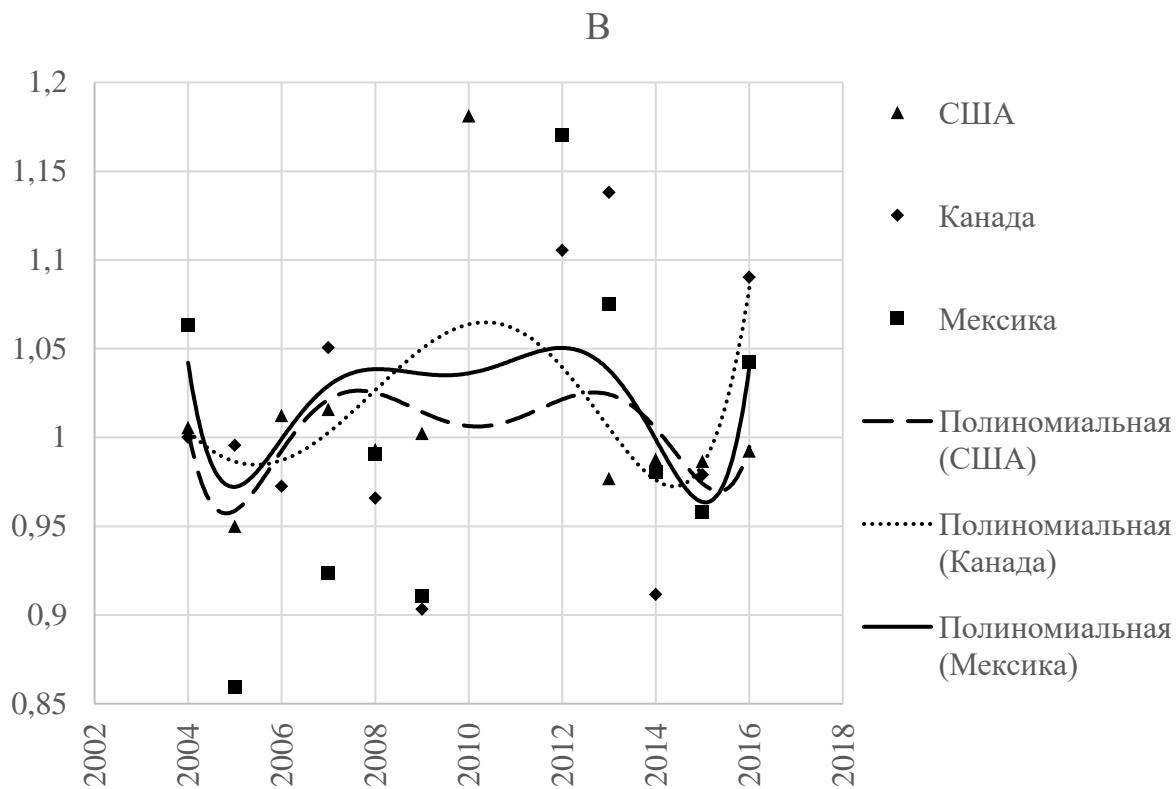 В
1,2
1,15
1,1
1,05
1
0,95
0,9
0,85
2002
2004
2006
2008
2010
2012
2014
2016
2018
США
Канада
Мексика
Полиномиальная
(США)
Полиномиальная
(Канада)
Полиномиальная
(Мексика)